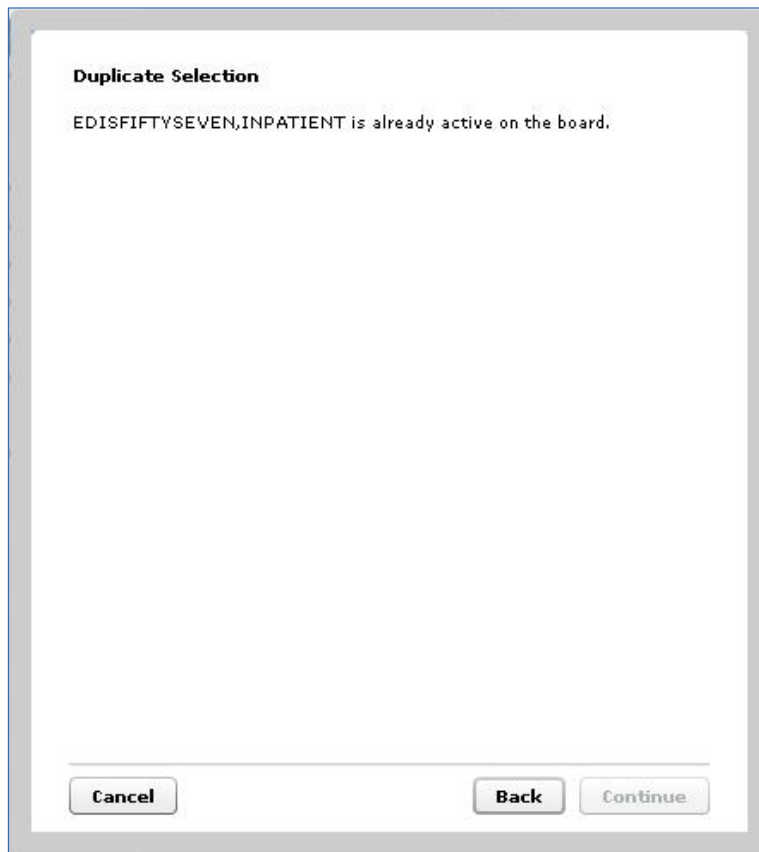 Duplicate Selection
EDISFIFTYSEVEN,INPATIENT is already active on the board.
Cancel
Back
Continue